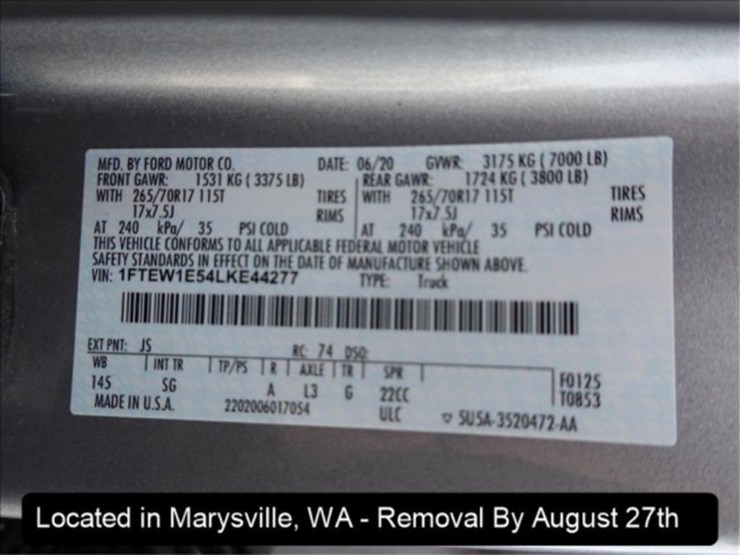 MFD. BY FORD MOTOR CO. DATE: 06/20 GVWR: 3175 KG ( 7000 LB)
FRONT GAWR: 1531 KG ( 3375 LB) REAR GAWR: 1724 KG ( 3800 LB)
WITH 265/70R17 115T TIRES WITH 265/70R17 115T TIRES
17x7.5J RIMS 17x7.5J RIMS
AT 240 kPa/ 35 PSI COLD AT 240 kPa/ 35 PSI COLD
THIS VEHICLE CONFORMS TO ALL APPLICABLE FEDERAL MOTOR VEHICLE
SAFETY STANDARDS IN EFFECT ON THE DATE OF MANUFACTURE SHOWN ABOVE.
VIN: 1FTEW1E54LKE44277 TYPE: Truck
EXT PNT: JS RC: 74 DSO:
WB INT TR TP/PS R AXLE TR SPR
145 SG A L3 G 22CC F0125
ULC T0853
MADE IN U.S.A. 2202006017054 5U5A-3520472-AA
Located in Marysville, WA - Removal By August 27th